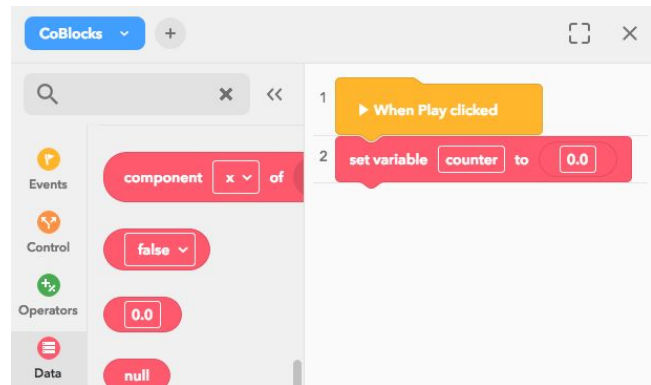 CoBlocks
+
1
When Play clicked
2
set variable counter to 0.0
Events
component x of
Control
false
Operators
0.0
Data
null